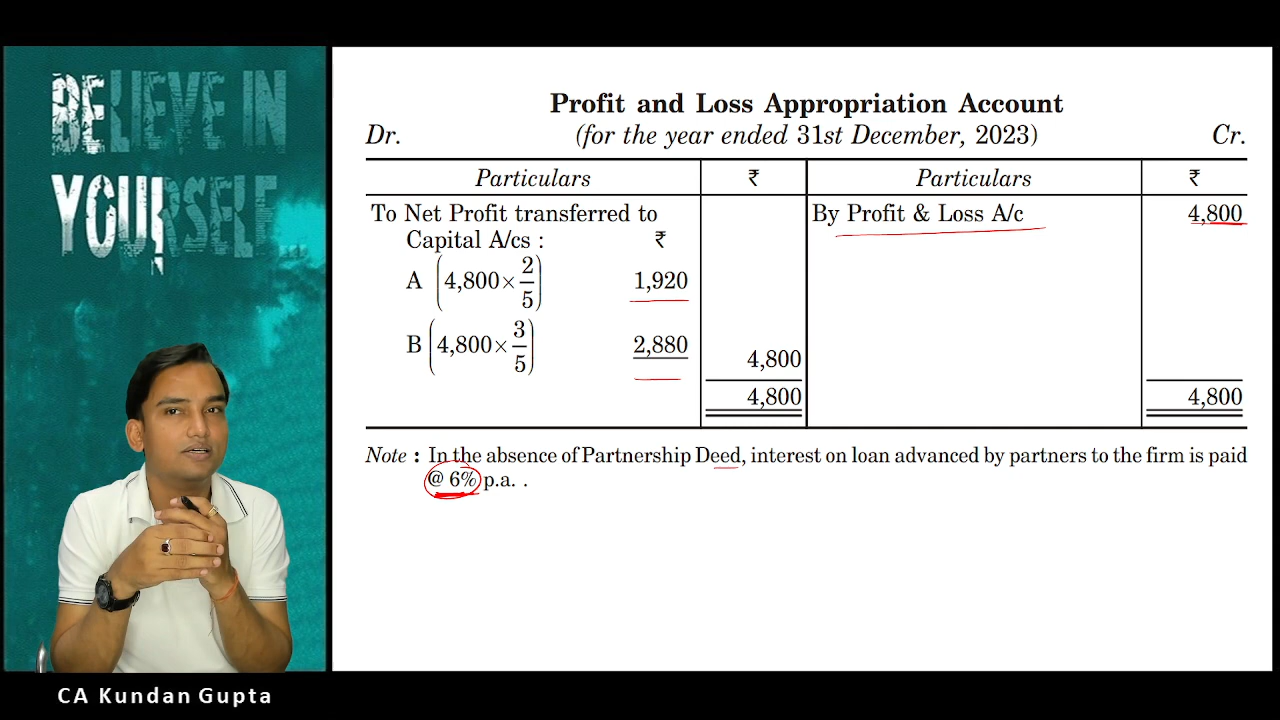 BELIEVE IN
YOURSELF
CA Kundan Gupta
Profit and Loss Appropriation Account
Dr. (for the year ended 31st December, 2023) Cr.
Particulars ₹ Particulars ₹
To Net Profit transferred to By Profit & Loss A/c 4,800
Capital A/cs : ₹
A (4,800×2/5) 1,920
B (4,800×3/5) 2,880 4,800
4,800 4,800
Note : In the absence of Partnership Deed, interest on loan advanced by partners to the firm is paid
@ 6% p.a. .